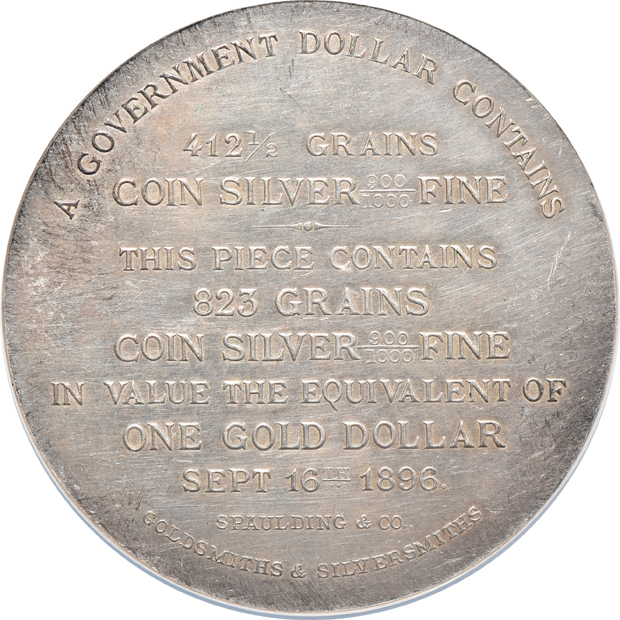 A GOVERNMENT DOLLAR CONTAINS
412½ GRAINS
COIN SILVER 900/1000 FINE
THIS PIECE CONTAINS
823 GRAINS
COIN SILVER 900/1000 FINE
IN VALUE THE EQUIVALENT OF
ONE GOLD DOLLAR
SEPT 16TH 1896.
SPAULDING & CO.
GOLDSMITHS & SILVERSMITHS